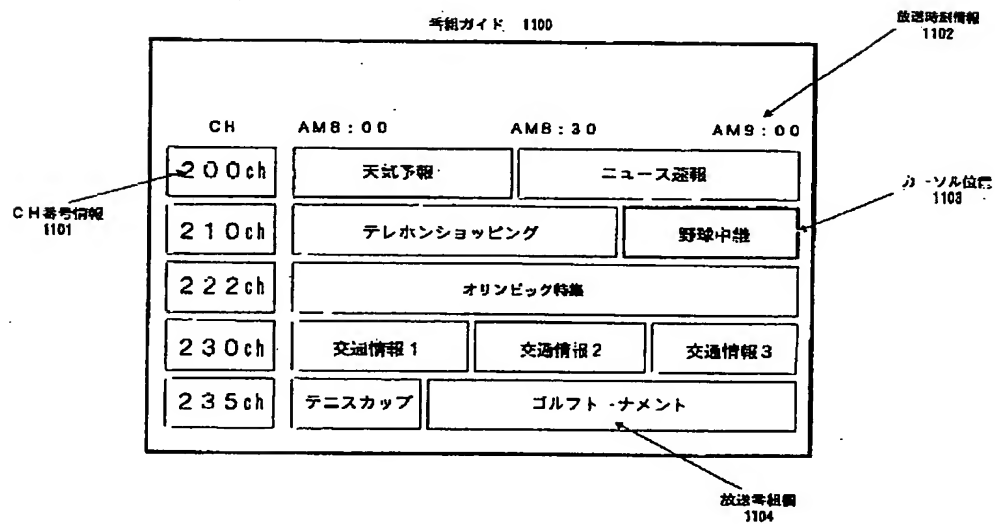 番組ガイド 1100
放送時刻情報
1102
CH AM8:00 AM8:30 AM9:00
200ch 天気予報 ニュース速報
カーソル位置
1103
CH番号情報
1101
210ch テレホンショッピング 野球中継
222ch オリンピック特集
230ch 交通情報1 交通情報2 交通情報3
235ch テニスカップ ゴルフトーナメント
放送番組欄
1104